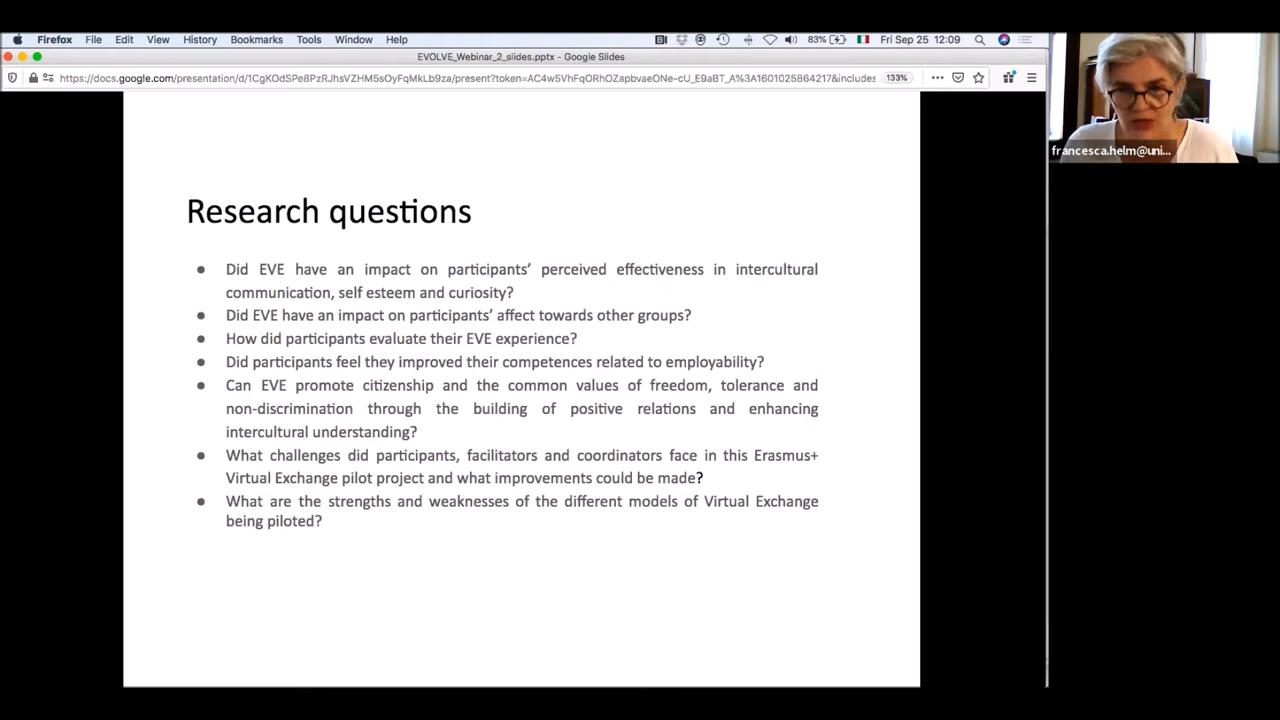 Firefox File Edit View History Bookmarks Tools Window Help 83% Fri Sep 25 12:09
EVOLVE_Webinar_2_slides.pptx - Google Slides
https://docs.google.com/presentation/d/1CgKOdSPe8PzRJhsVZHM5sOyFqMkLb9za/present?token=AC4w5VhFqORhOZapbvaeONe-cU_E9aBT_A%3A1601025864217&includes 133%
francesca.helm@uni...
Research questions
● Did EVE have an impact on participants’ perceived effectiveness in intercultural
communication, self esteem and curiosity?
● Did EVE have an impact on participants’ affect towards other groups?
● How did participants evaluate their EVE experience?
● Did participants feel they improved their competences related to employability?
● Can EVE promote citizenship and the common values of freedom, tolerance and
non-discrimination through the building of positive relations and enhancing
intercultural understanding?
● What challenges did participants, facilitators and coordinators face in this Erasmus+
Virtual Exchange pilot project and what improvements could be made?
● What are the strengths and weaknesses of the different models of Virtual Exchange
being piloted?